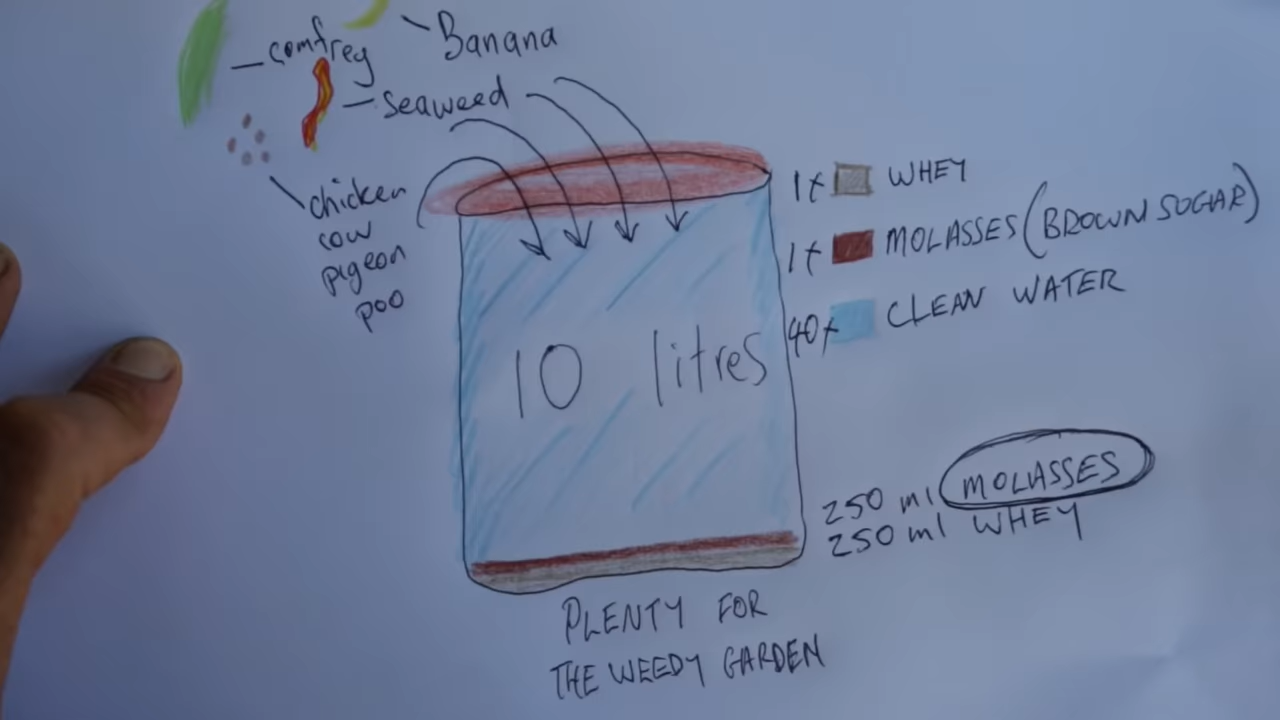 Banana
comfrey
seaweed
chicken
cow
pigeon
poo
1x WHEY
1x MOLASSES (BROWN SUGAR)
40x CLEAN WATER
10 litres
250 ml MOLASSES
250 ml WHEY
PLENTY FOR
THE WEEDY GARDEN